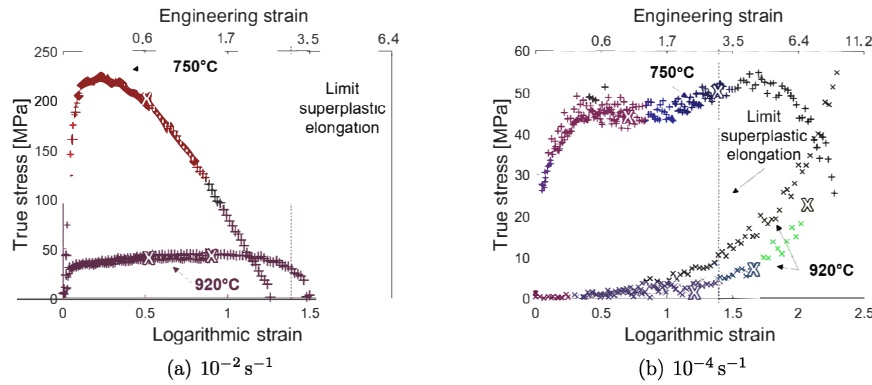 Engineering strain
0.6 1.7 3.5 6.4
250
200
150
100
50
0
True stress [MPa]
750°C
Limit
superplastic
elongation
X
X X
920°C
0 0.5 1 1.5
Logarithmic strain
(a) 10⁻² s⁻¹
Engineering strain
0.6 1.7 3.5 6.4 11.2
60
50
40
30
20
10
0
True stress [MPa]
750°C
X X
Limit
superplastic
elongation
X
X
X
920°C
0 0.5 1 1.5 2 2.5
Logarithmic strain
(b) 10⁻⁴ s⁻¹